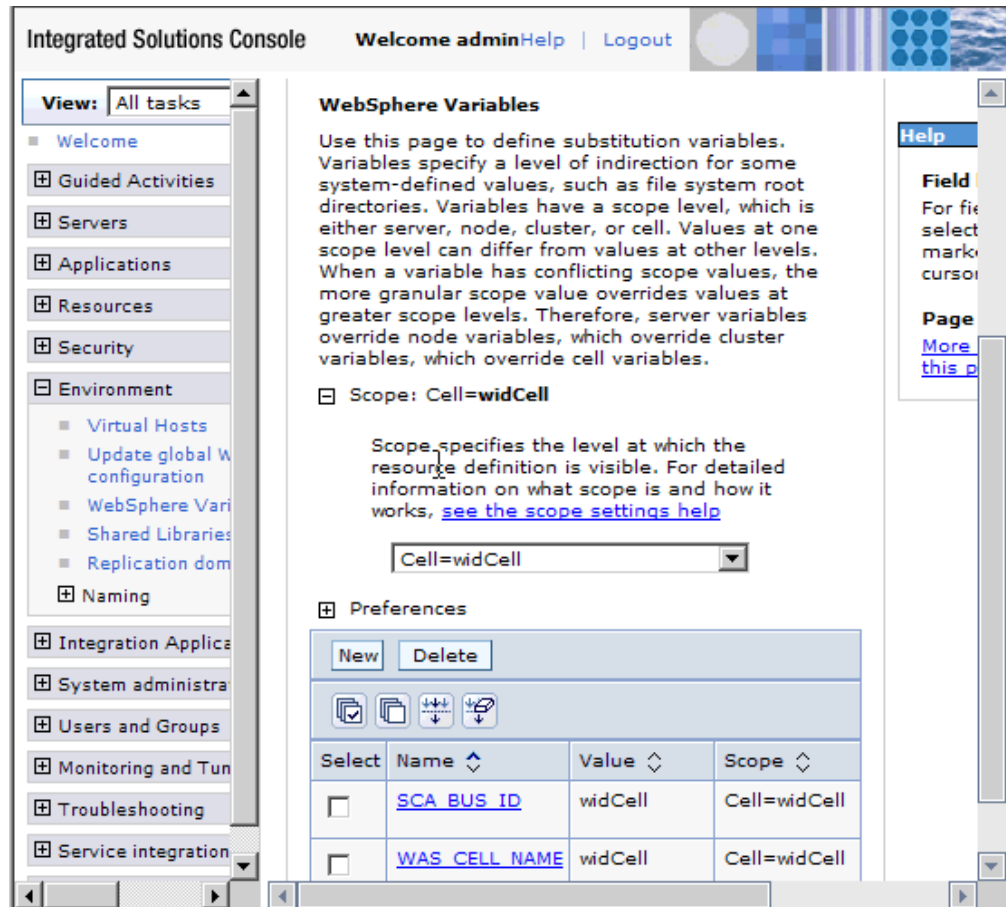 Integrated Solutions Console Welcome admin Help | Logout
View: All tasks
Welcome
Guided Activities
Servers
Applications
Resources
Security
Environment
Virtual Hosts
Update global W
configuration
WebSphere Vari
Shared Libraries
Replication dom
Naming
Integration Applica
System administra
Users and Groups
Monitoring and Tun
Troubleshooting
Service integration
WebSphere Variables
Use this page to define substitution variables.
Variables specify a level of indirection for some
system-defined values, such as file system root
directories. Variables have a scope level, which is
either server, node, cluster, or cell. Values at one
scope level can differ from values at other levels.
When a variable has conflicting scope values, the
more granular scope value overrides values at
greater scope levels. Therefore, server variables
override node variables, which override cluster
variables, which override cell variables.
Scope: Cell=widCell
Scope specifies the level at which the
resource definition is visible. For detailed
information on what scope is and how it
works, see the scope settings help
Cell=widCell
Preferences
New Delete
Select Name Value Scope
SCA_BUS_ID widCell Cell=widCell
WAS_CELL_NAME widCell Cell=widCell
Help
Field
For fie
select
mark
curso
Page
More
this p